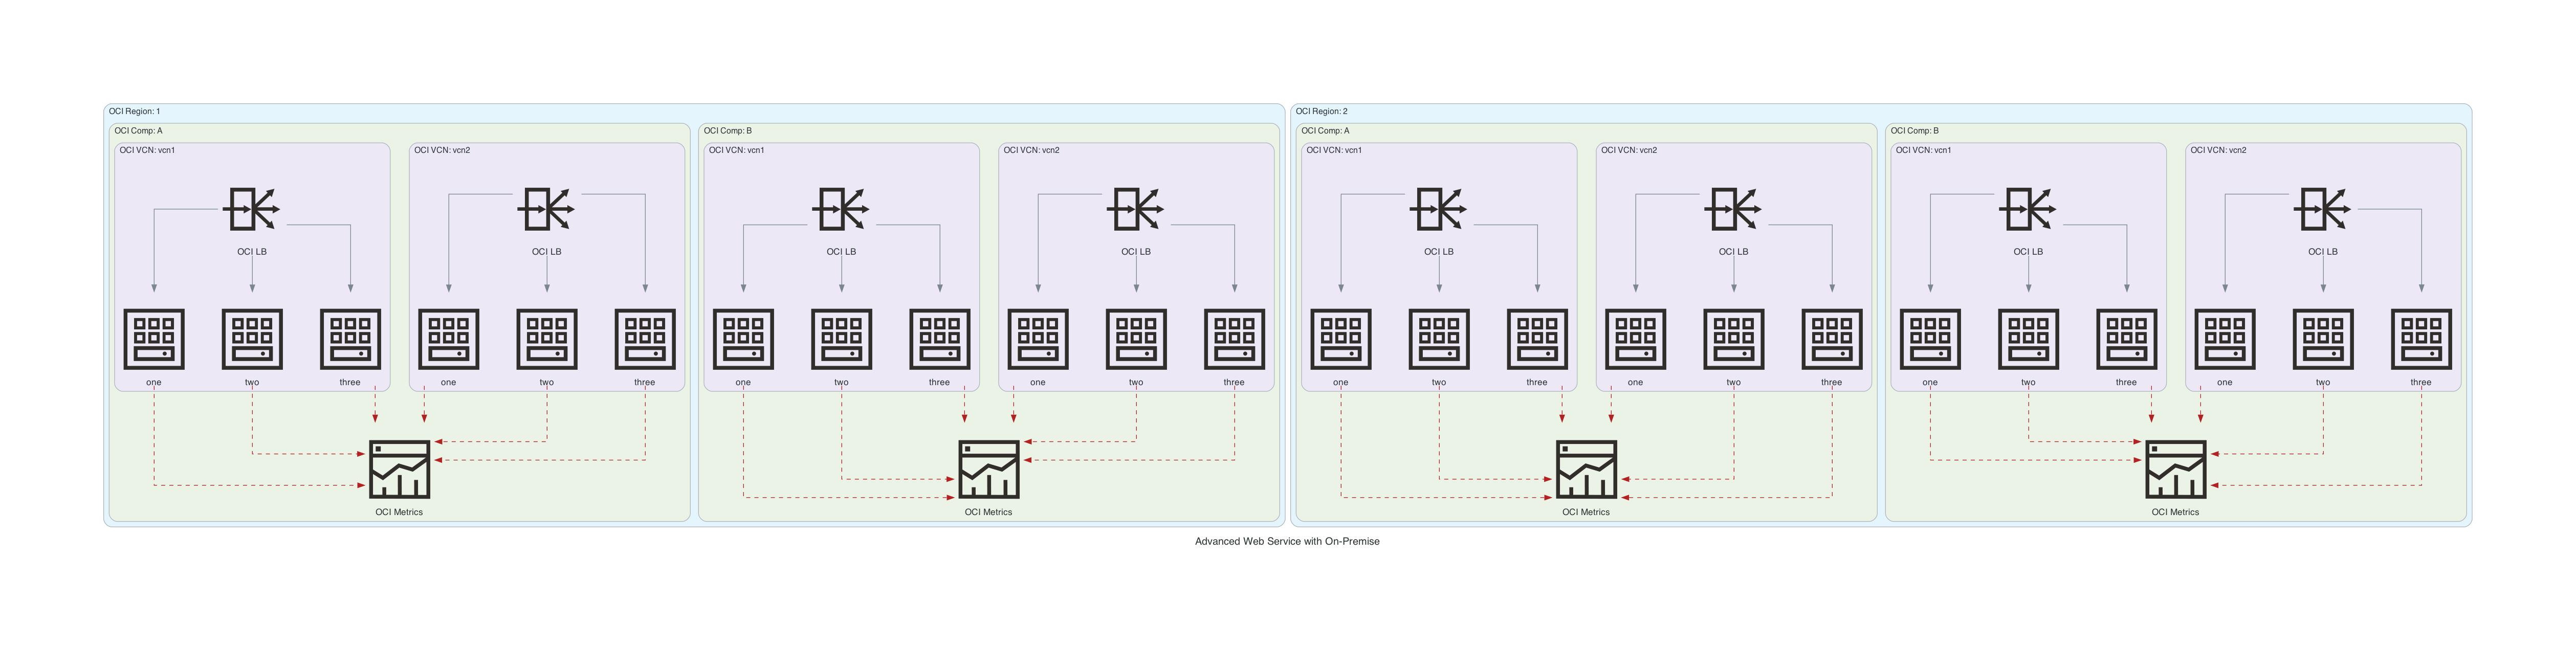 OCI Region: 1
OCI Region: 2
OCI Comp: A
OCI Comp: B
OCI Comp: A
OCI Comp: B
OCI VCN: vcn1
OCI VCN: vcn2
OCI VCN: vcn1
OCI VCN: vcn2
OCI VCN: vcn1
OCI VCN: vcn2
OCI VCN: vcn1
OCI VCN: vcn2
OCI LB
OCI LB
OCI LB
OCI LB
OCI LB
OCI LB
OCI LB
OCI LB
one
two
three
one
two
three
one
two
three
one
two
three
one
two
three
one
two
three
one
two
three
one
two
three
OCI Metrics
OCI Metrics
OCI Metrics
OCI Metrics
Advanced Web Service with On-Premise